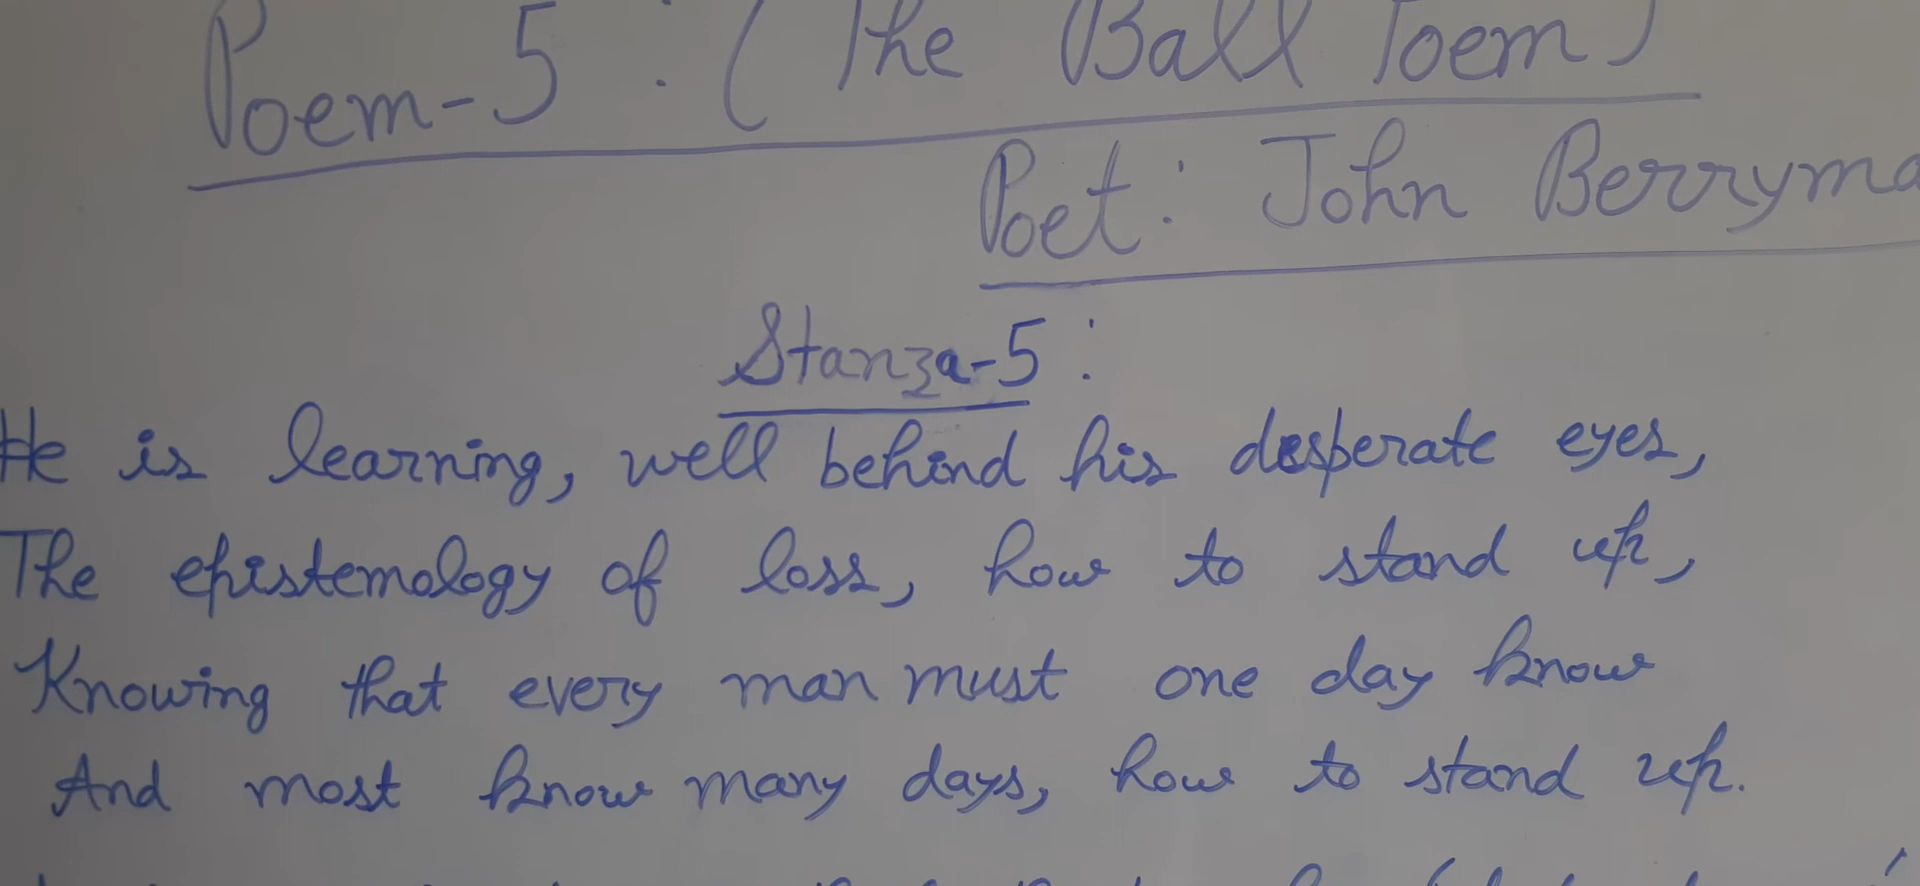 Poem-5 : (The Ball Poem)
Poet : John Berryma
Stanza-5 :
He is learning, well behind his desperate eyes,
The epistemology of loss, how to stand up,
Knowing that every man must one day know
And most know many days, how to stand up.